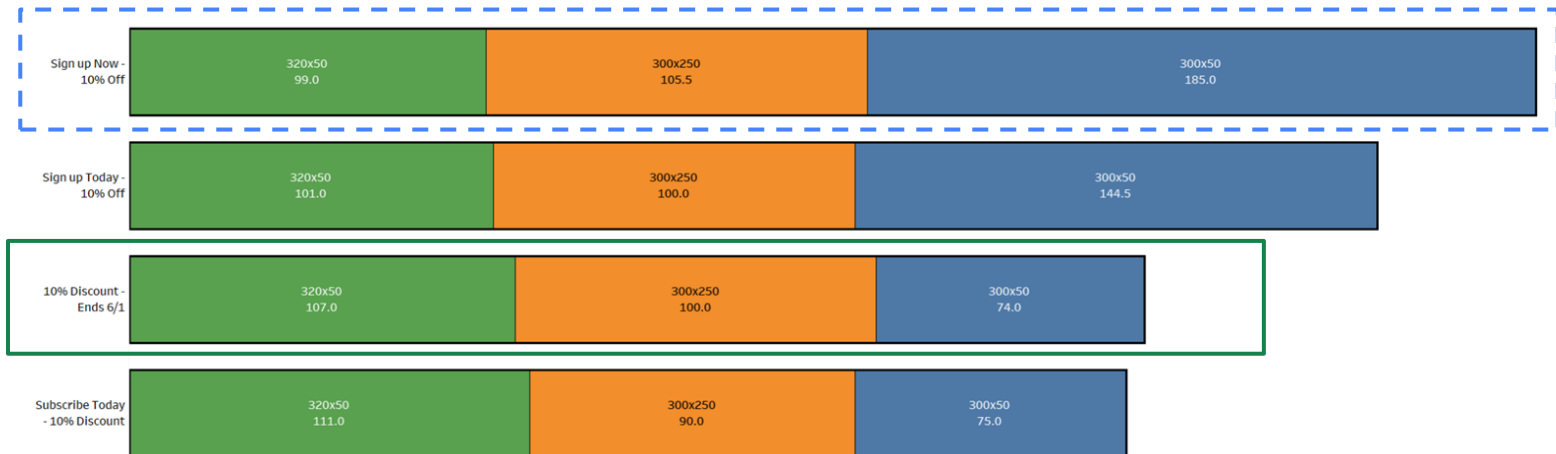 Sign up Now -
10% Off
320x50
99.0
300x250
105.5
300x50
185.0
Sign up Today -
10% Off
320x50
101.0
300x250
100.0
300x50
144.5
10% Discount -
Ends 6/1
320x50
107.0
300x250
100.0
300x50
74.0
Subscribe Today
- 10% Discount
320x50
111.0
300x250
90.0
300x50
75.0